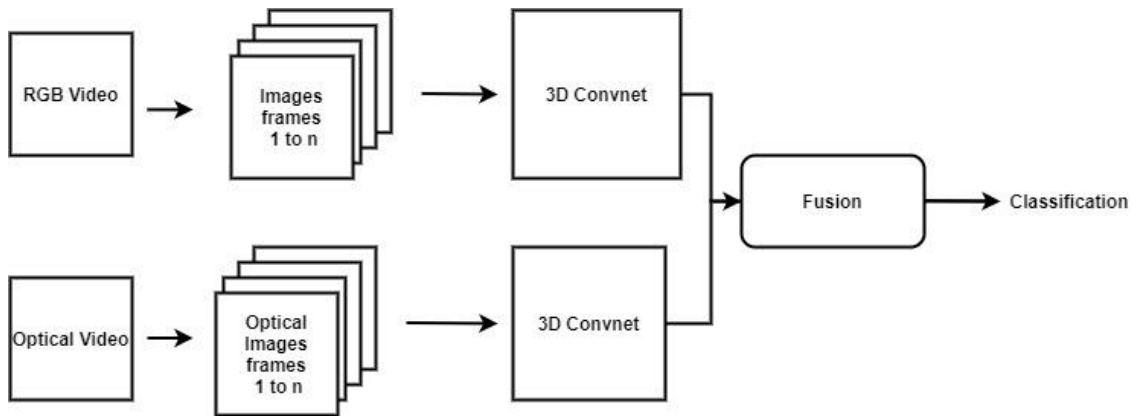 RGB Video
Images
frames
1 to n
3D Convnet
Fusion
Classification
Optical Video
Optical
Images
frames
1 to n
3D Convnet